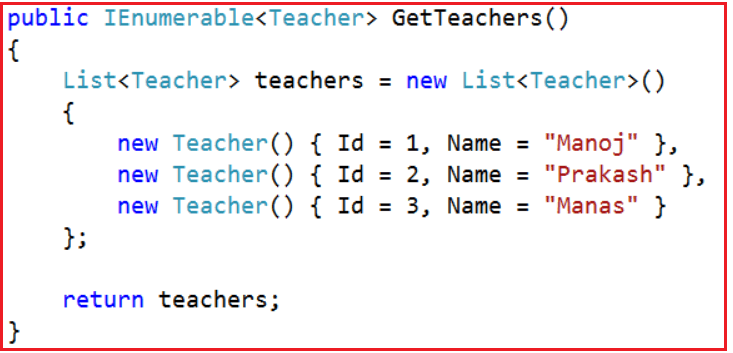 public IEnumerable<Teacher> GetTeachers()
{
    List<Teacher> teachers = new List<Teacher>()
    {
        new Teacher() { Id = 1, Name = "Manoj" },
        new Teacher() { Id = 2, Name = "Prakash" },
        new Teacher() { Id = 3, Name = "Manas" }
    };

    return teachers;
}